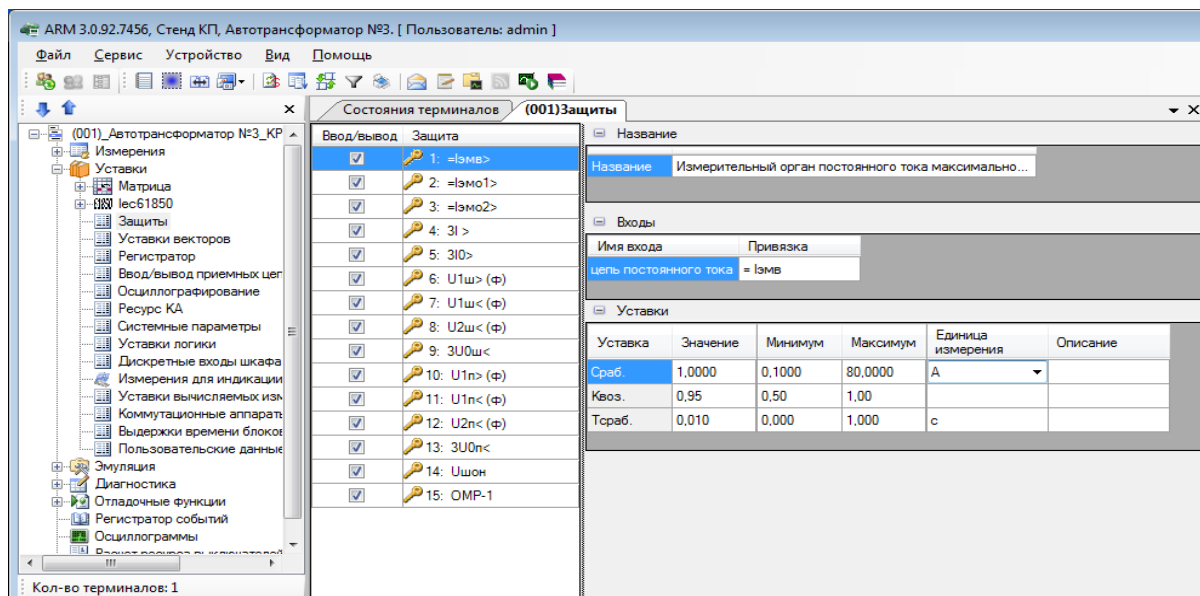 ARM 3.0.92.7456, Стенд КП, Автотрансформатор №3. [ Пользователь: admin ]
Файл Сервис Устройство Вид Помощь
Состояния терминалов (001)Защиты
(001)_Автотрансформатор №3_КР
Измерения
Уставки
Матрица
Iec61850
Защиты
Уставки векторов
Регистратор
Ввод/вывод приемных цеп
Осциллографирование
Ресурс КА
Системные параметры
Уставки логики
Дискретные входы шкафа
Измерения для индикации
Уставки вычисляемых изм
Коммутационные аппараты
Выдержки времени блоков
Пользовательские данные
Эмуляция
Диагностика
Отладочные функции
Регистратор событий
Осциллограммы
Расчет ресурса выключателей
Кол-во терминалов: 1
Ввод/вывод Защита
1: =Iэмв>
2: =Iэмо1>
3: =Iэмо2>
4: 3I >
5: 3I0>
6: U1ш> (ф)
7: U1ш< (ф)
8: U2ш< (ф)
9: 3U0ш<
10: U1п> (ф)
11: U1п< (ф)
12: U2п< (ф)
13: 3U0п<
14: Uшон
15: ОМР-1
Название
Название Измерительный орган постоянного тока максимально...
Входы
Имя входа Привязка
цепь постоянного тока = Iэмв
Уставки
Уставка Значение Минимум Максимум Единица измерения Описание
Сраб. 1,0000 0,1000 80,0000 А
Квоз. 0,95 0,50 1,00
Тсраб. 0,010 0,000 1,000 с